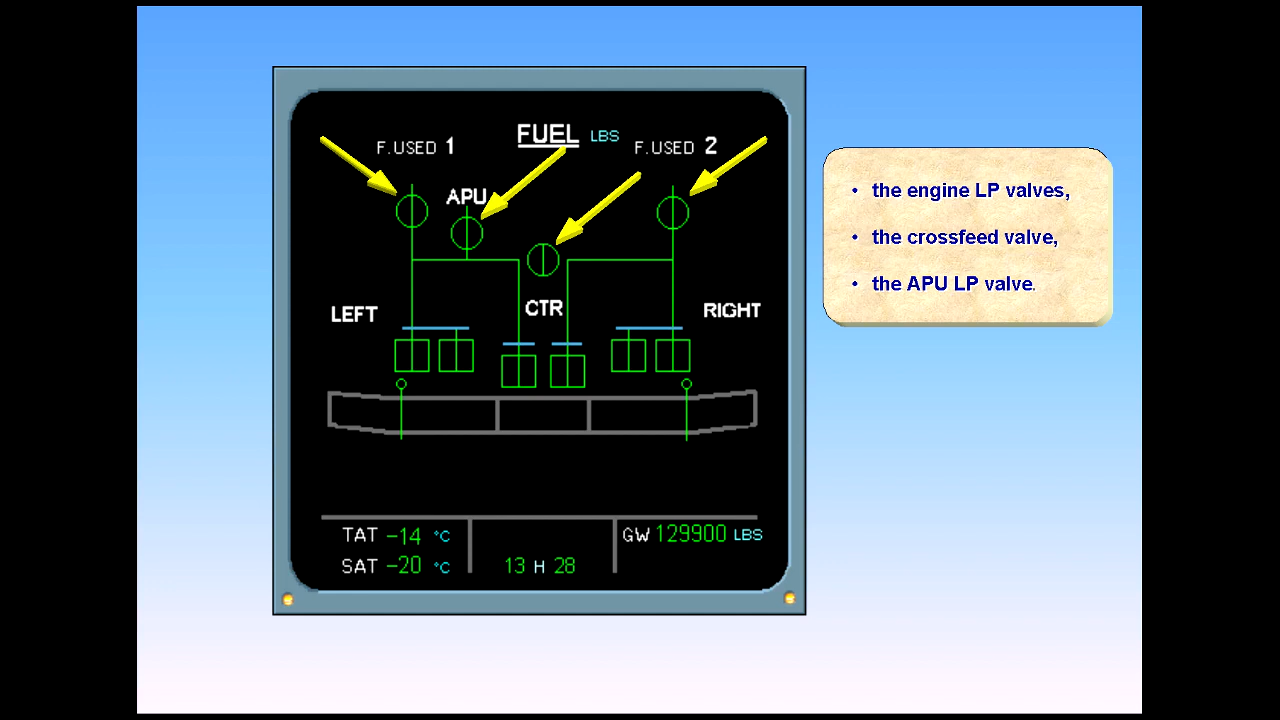 FUEL LBS
F.USED 1
F.USED 2
APU
LEFT
CTR
RIGHT
TAT -14 °C
GW 129900 LBS
SAT -20 °C
13 H 28
• the engine LP valves,
• the crossfeed valve,
• the APU LP valve.